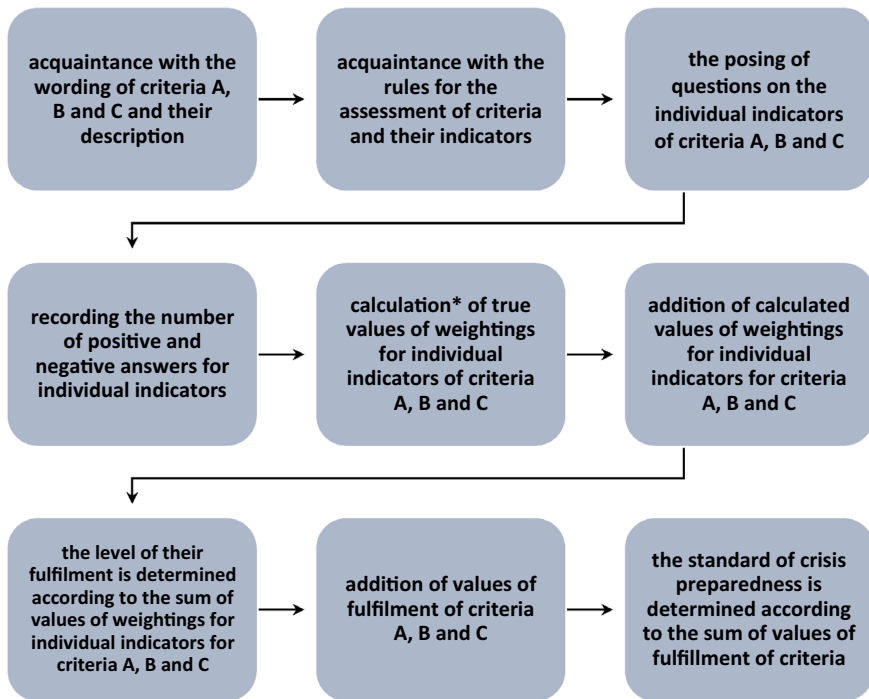 acquaintance with the
wording of criteria A,
B and C and their
description
acquaintance with the
rules for the
assessment of criteria
and their indicators
the posing of
questions on the
individual indicators
of criteria A, B and C
recording the number
of positive and
negative answers for
individual indicators
calculation* of true
values of weightings
for individual
indicators of criteria
A, B and C
addition of calculated
values of weightings
for individual
indicators for criteria
A, B and C
the level of their
fulfilment is determined
according to the sum of
values of weightings for
individual indicators for
criteria A, B and C
addition of values of
fulfilment of criteria
A, B and C
the standard of crisis
preparedness is
determined according
to the sum of values of
fulfillment of criteria